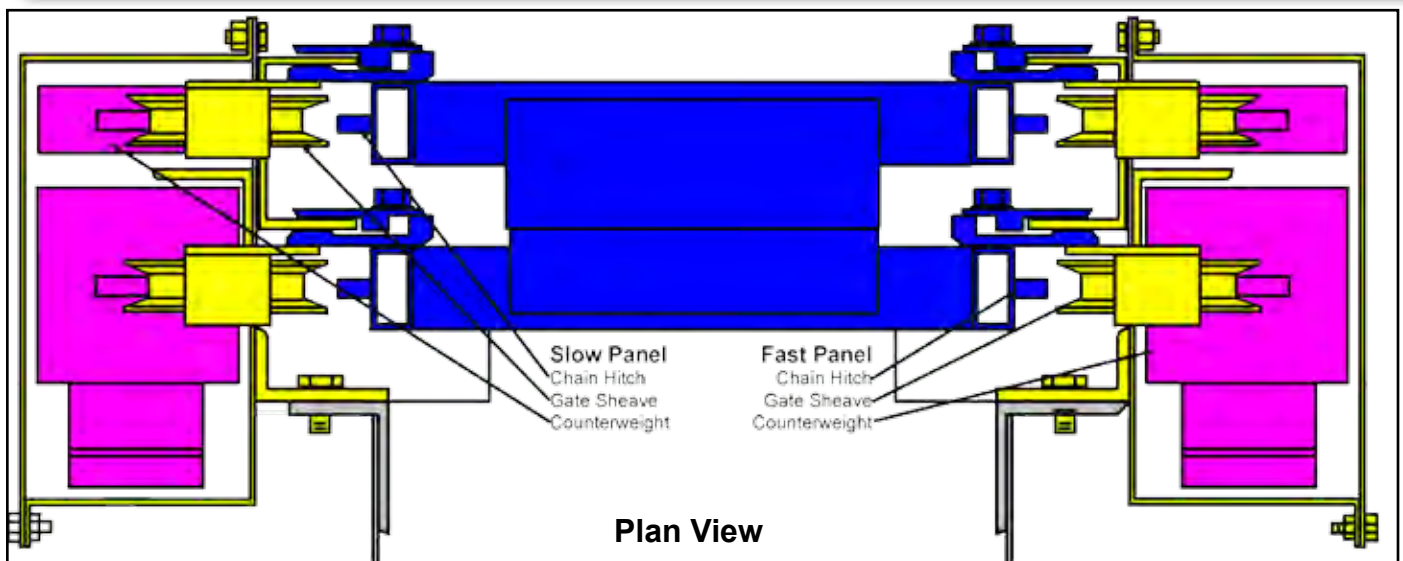 Slow Panel
Chain Hitch
Gate Sheave
Counterweight
Fast Panel
Chain Hitch
Gate Sheave
Counterweight
Plan View